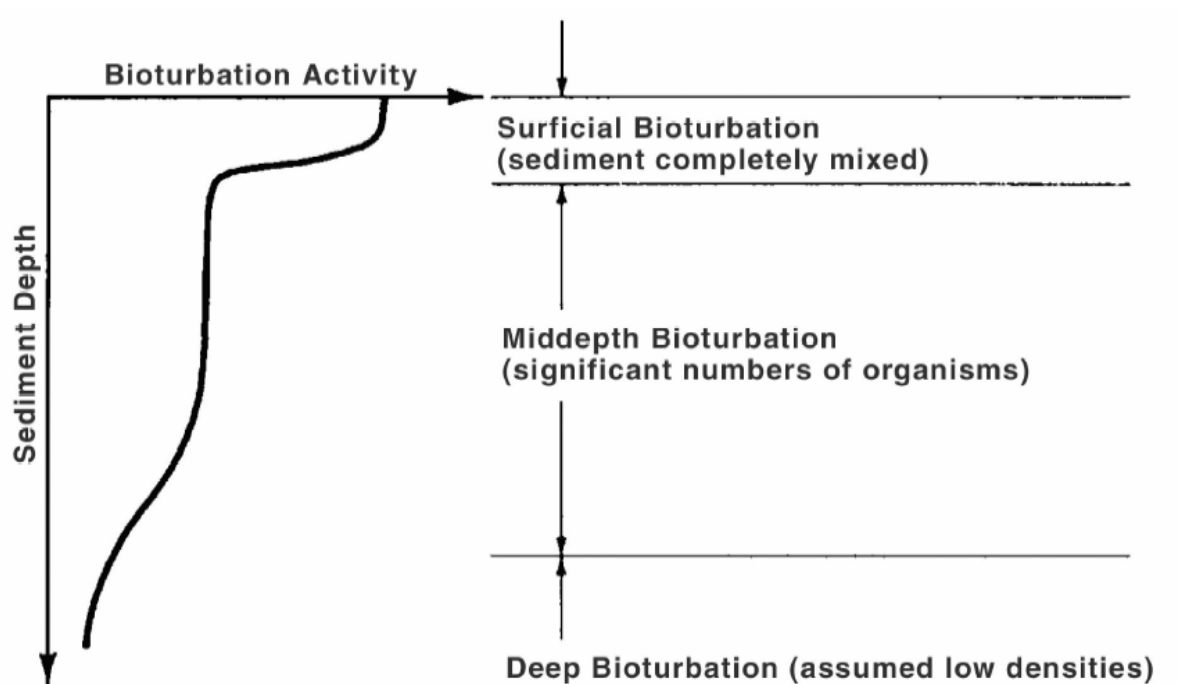 Bioturbation Activity
Surficial Bioturbation
(sediment completely mixed)
Sediment Depth
Middepth Bioturbation
(significant numbers of organisms)
Deep Bioturbation (assumed low densities)